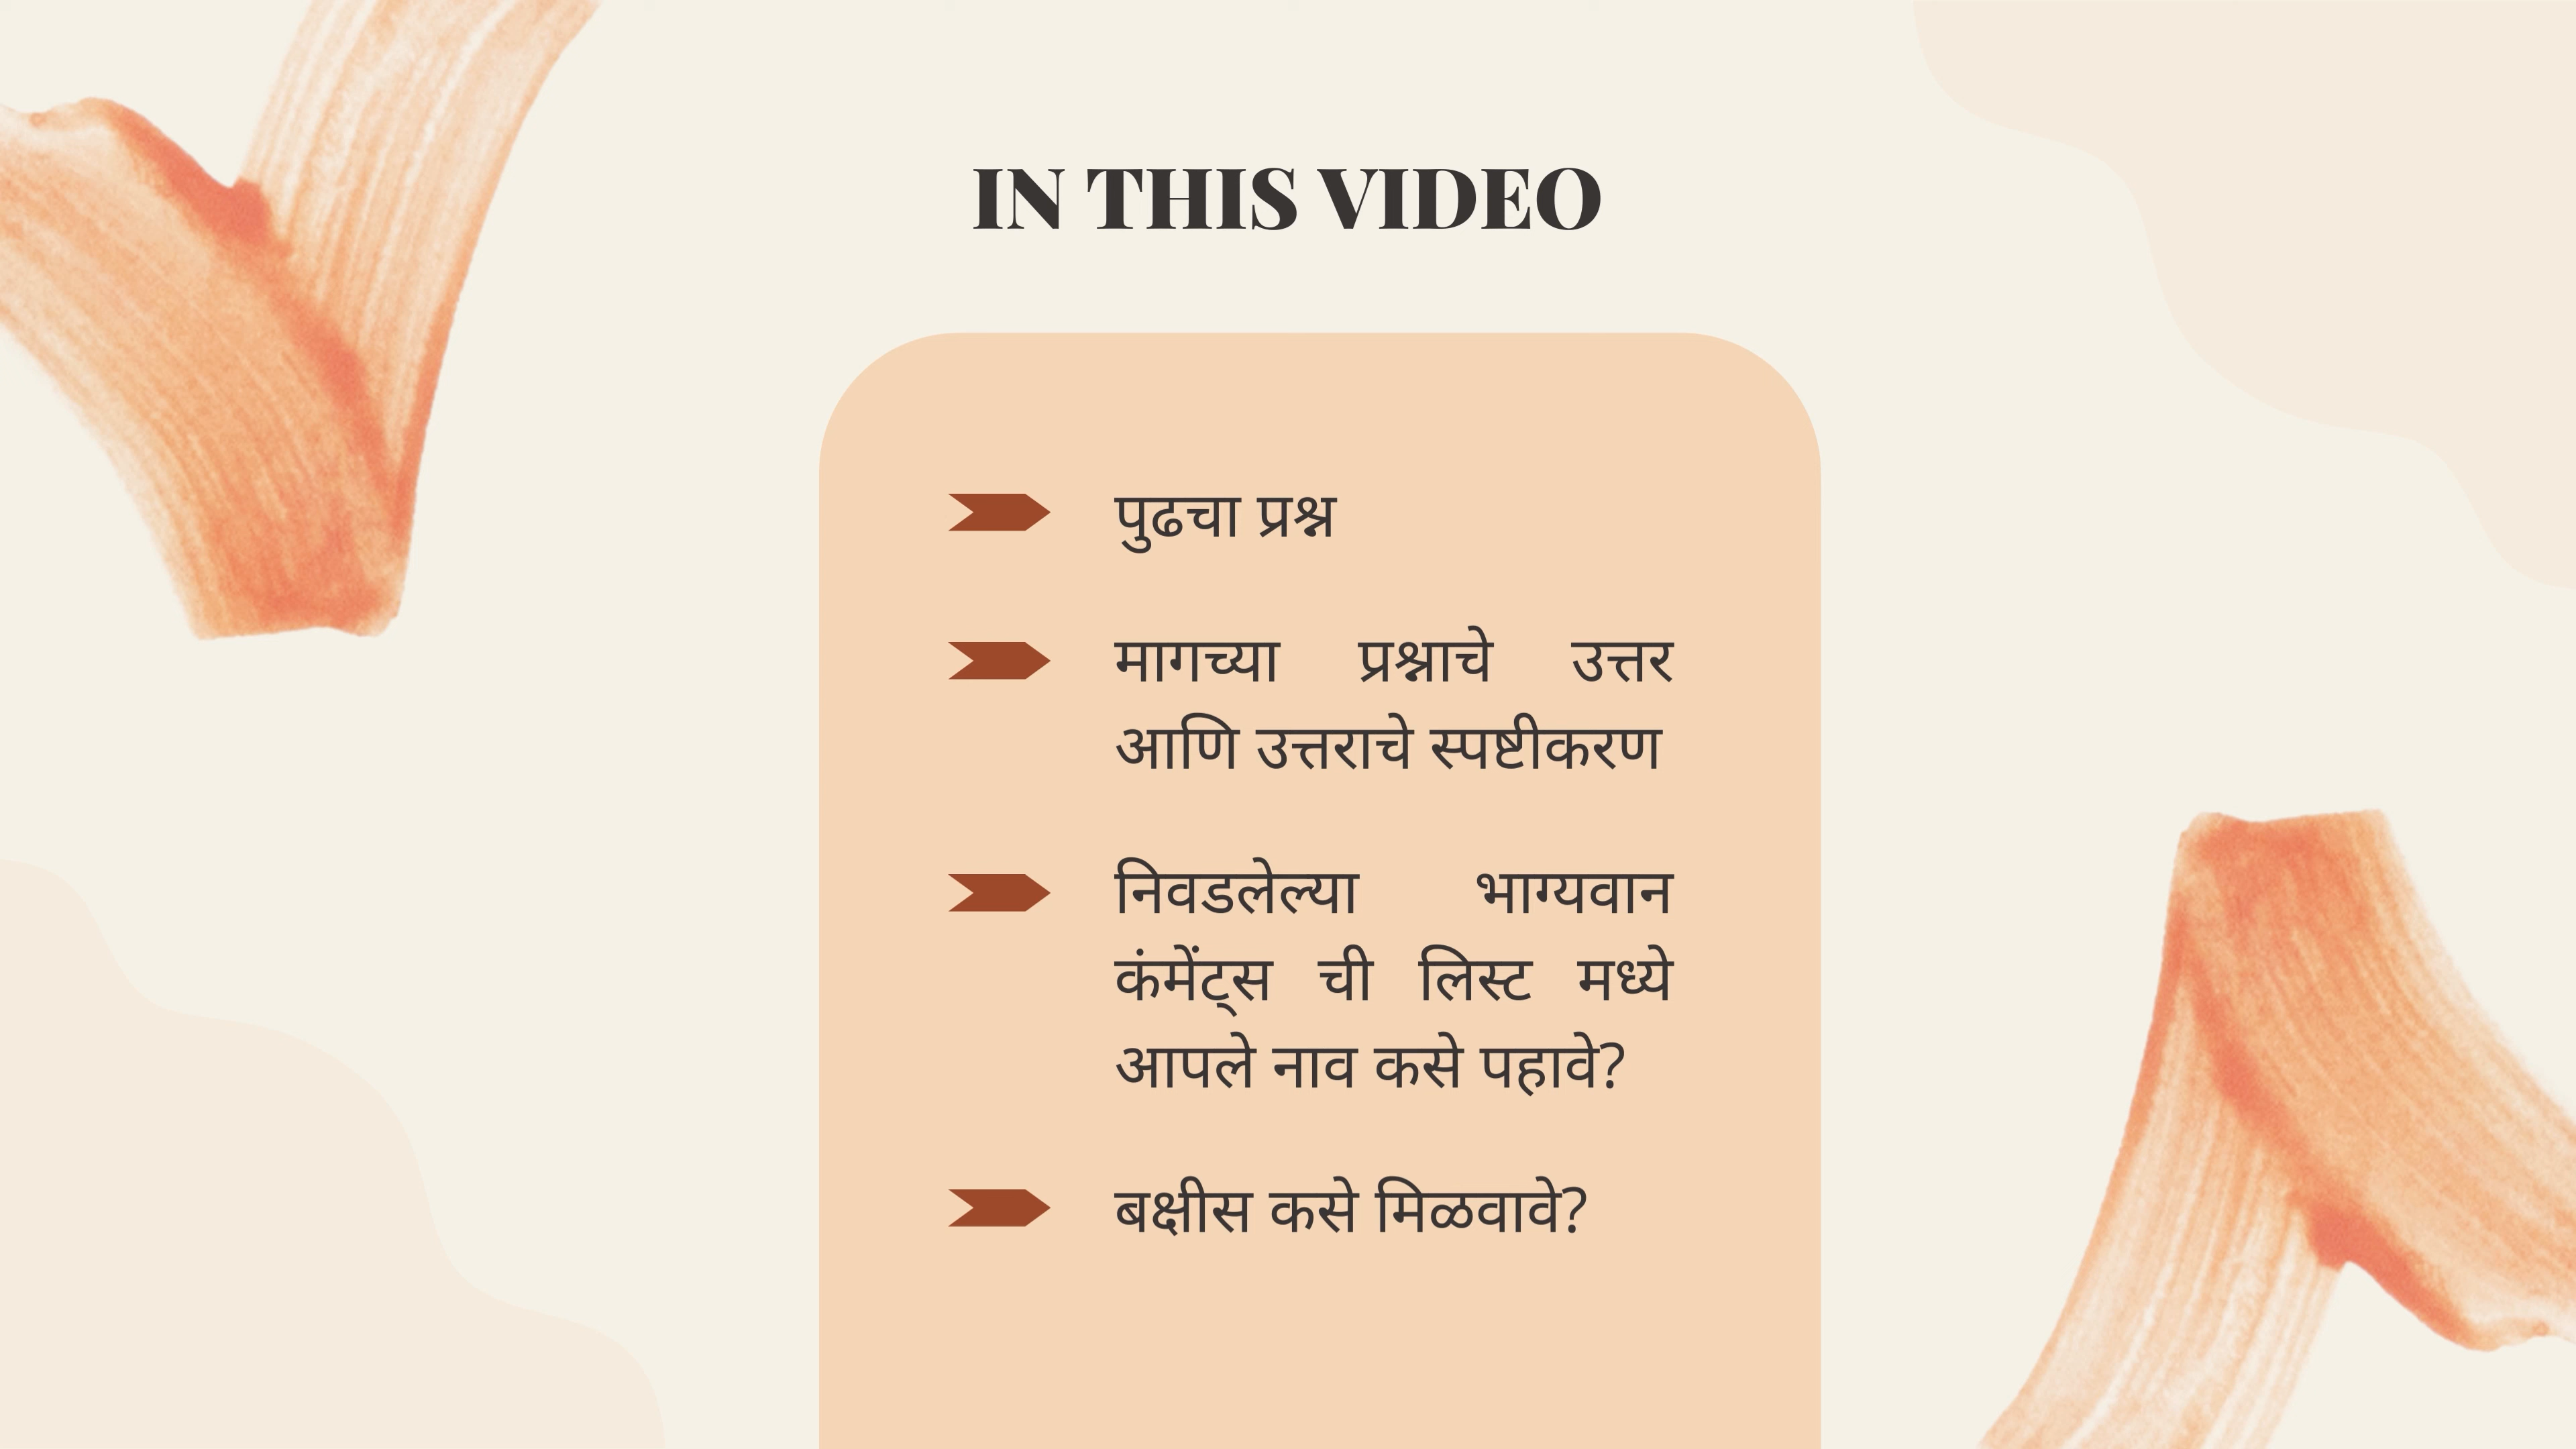 IN THIS VIDEO
पुढचा प्रश्न
मागच्या प्रश्नाचे उत्तर
आणि उत्तराचे स्पष्टीकरण
निवडलेल्या भाग्यवान
कंमेंट्स ची लिस्ट मध्ये
आपले नाव कसे पहावे?
बक्षीस कसे मिळवावे?